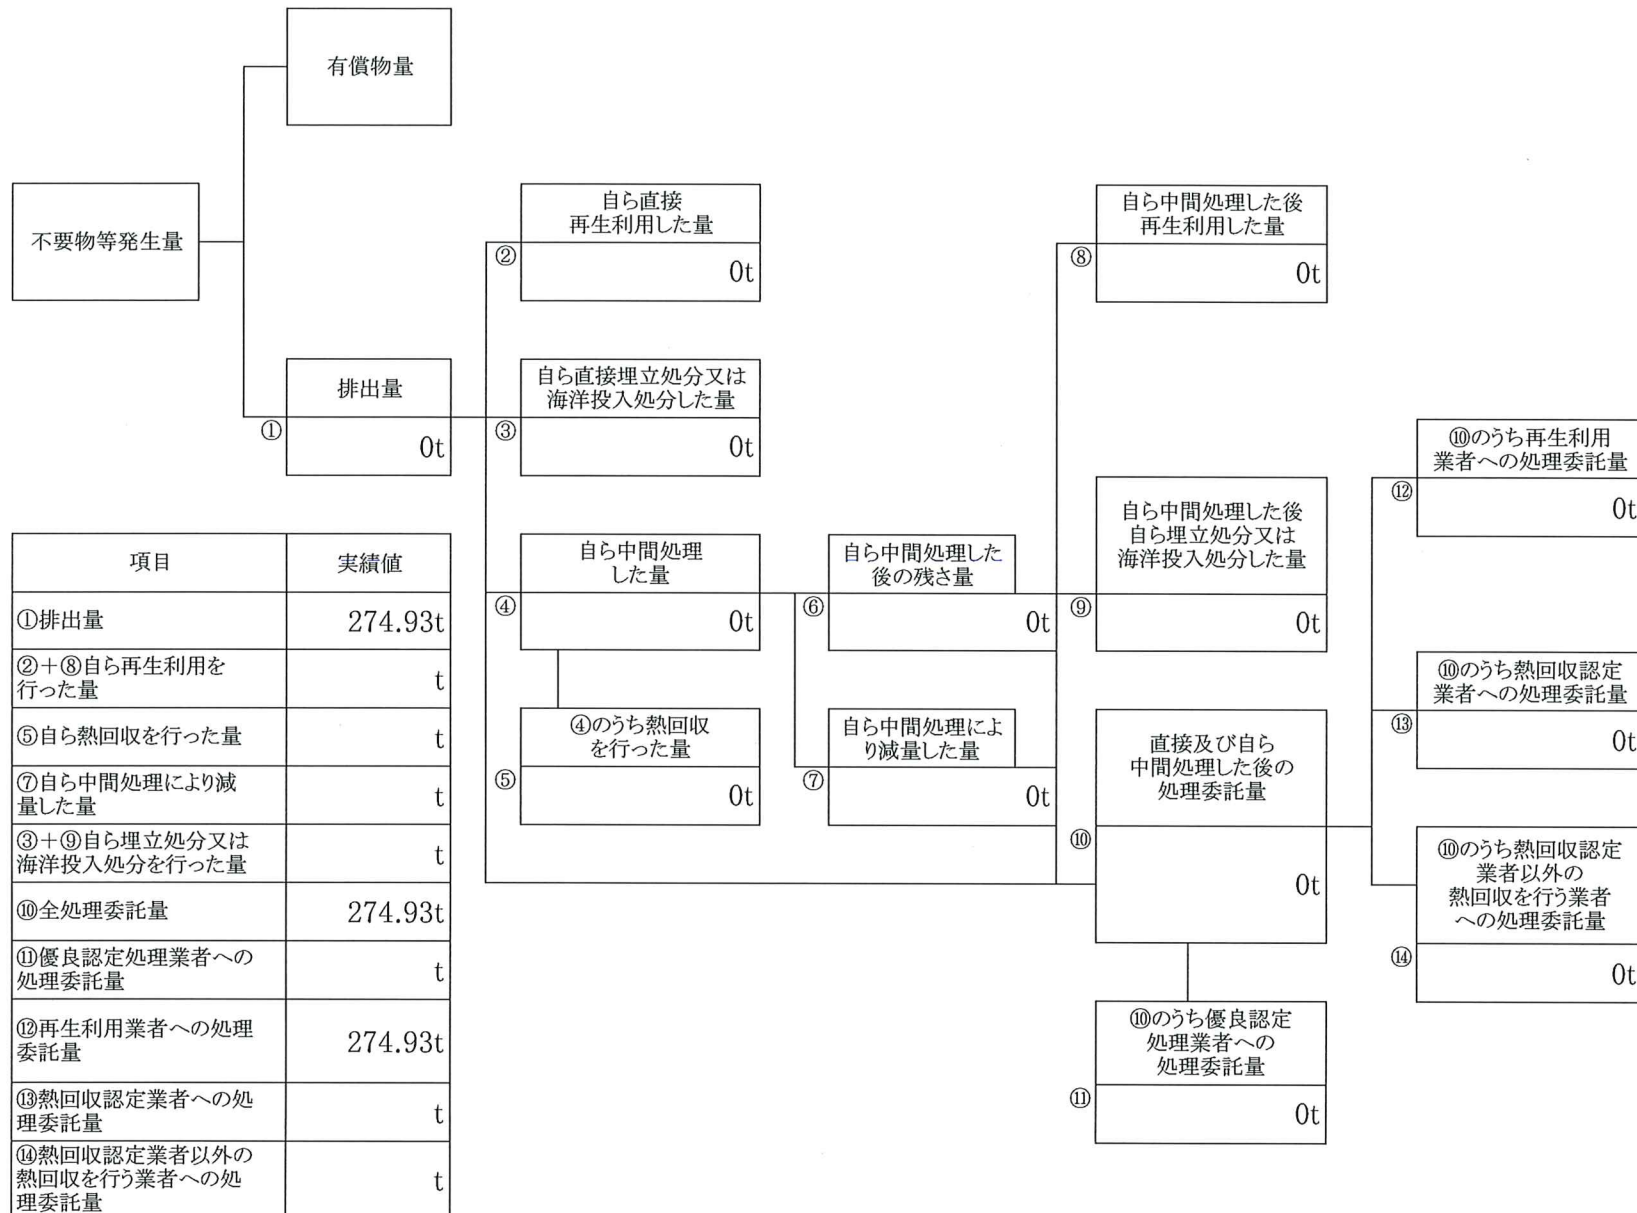 有償物量
不要物等発生量
自ら直接
再生利用した量
②
0t
自ら中間処理した後
再生利用した量
⑧
0t
排出量
①
0t
自ら直接埋立処分又は
海洋投入処分した量
③
0t
⑩のうち再生利用
業者への処理委託量
⑫
0t
自ら中間処理した後
自ら埋立処分又は
海洋投入処分した量
⑨
0t
自ら中間処理
した量
④
0t
自ら中間処理した
後の残さ量
⑥
0t
⑩のうち熱回収認定
業者への処理委託量
⑬
0t
④のうち熱回収
を行った量
⑤
0t
自ら中間処理によ
り減量した量
⑦
0t
直接及び自ら
中間処理した後の
処理委託量
⑩
0t
⑩のうち熱回収認定
業者以外の
熱回収を行う業者
への処理委託量
⑭
0t
⑩のうち優良認定
処理業者への
処理委託量
⑪
0t
項目 実績値
①排出量 274.93t
②+⑧自ら再生利用を
行った量 t
⑤自ら熱回収を行った量 t
⑦自ら中間処理により減
量した量 t
③+⑨自ら埋立処分又は
海洋投入処分を行った量 t
⑩全処理委託量 274.93t
⑪優良認定処理業者への
処理委託量 t
⑫再生利用業者への処理
委託量 274.93t
⑬熱回収認定業者への処
理委託量 t
⑭熱回収認定業者以外の
熱回収を行う業者への処
理委託量 t